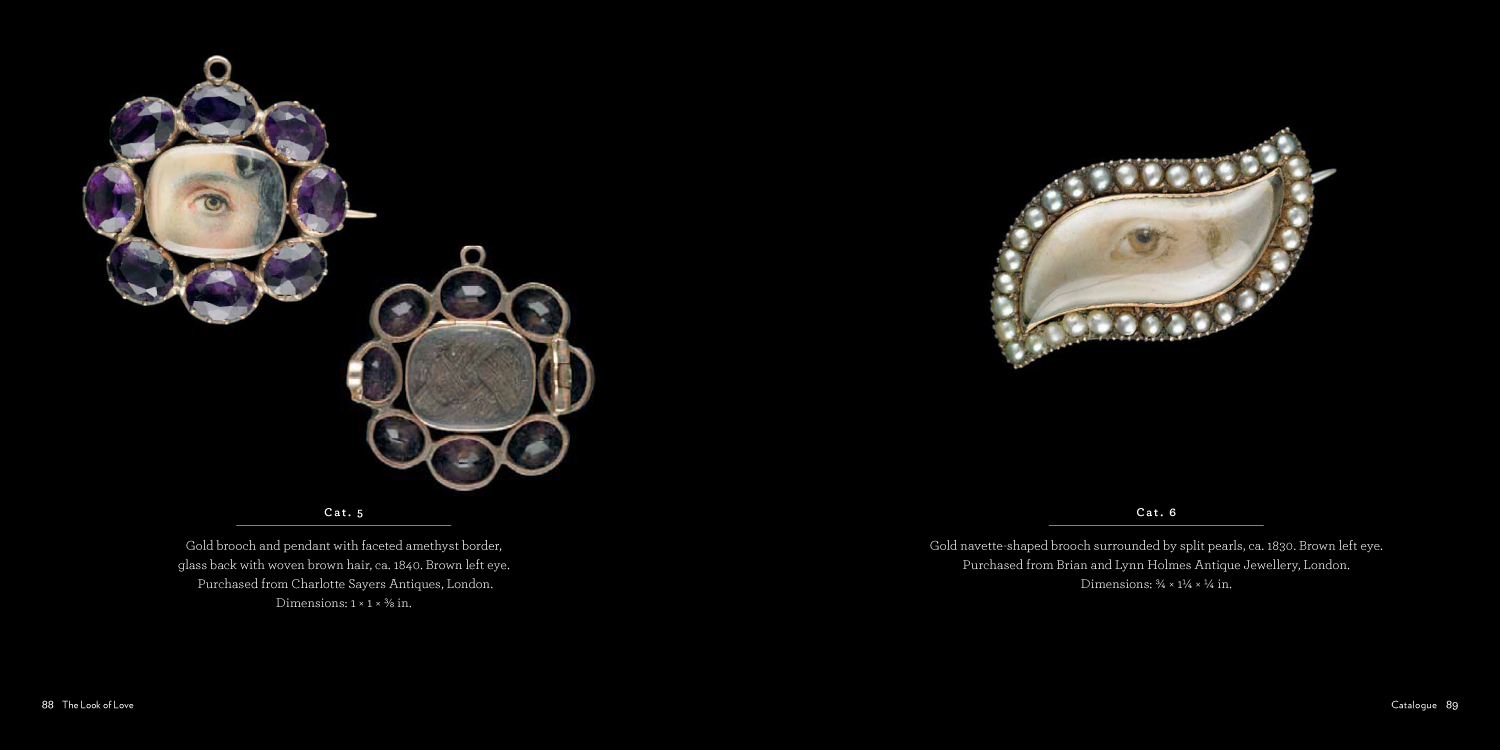 Cat. 5
Gold brooch and pendant with faceted amethyst border,
glass back with woven brown hair, ca. 1840. Brown left eye.
Purchased from Charlotte Sayers Antiques, London.
Dimensions: 1 × 1 × ⅜ in.
88 The Look of Love
Cat. 6
Gold navette-shaped brooch surrounded by split pearls, ca. 1830. Brown left eye.
Purchased from Brian and Lynn Holmes Antique Jewellery, London.
Dimensions: ¾ × 1¼ × ¼ in.
Catalogue 89